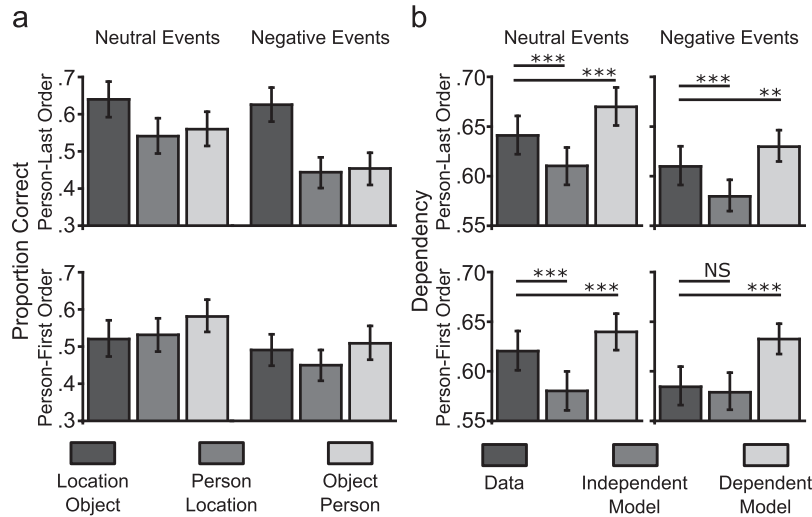 a
Neutral Events Negative Events
Proportion Correct
Person-Last Order
.7
.6
.5
.4
.3
Person-First Order
.7
.6
.5
.4
.3
Location Object
Person Location
Object Person
b
Neutral Events Negative Events
Dependency
Person-Last Order
.70
.65
.60
.55
*** *** *** **
Person-First Order
.70
.65
.60
.55
*** *** NS ***
Data
Independent Model
Dependent Model